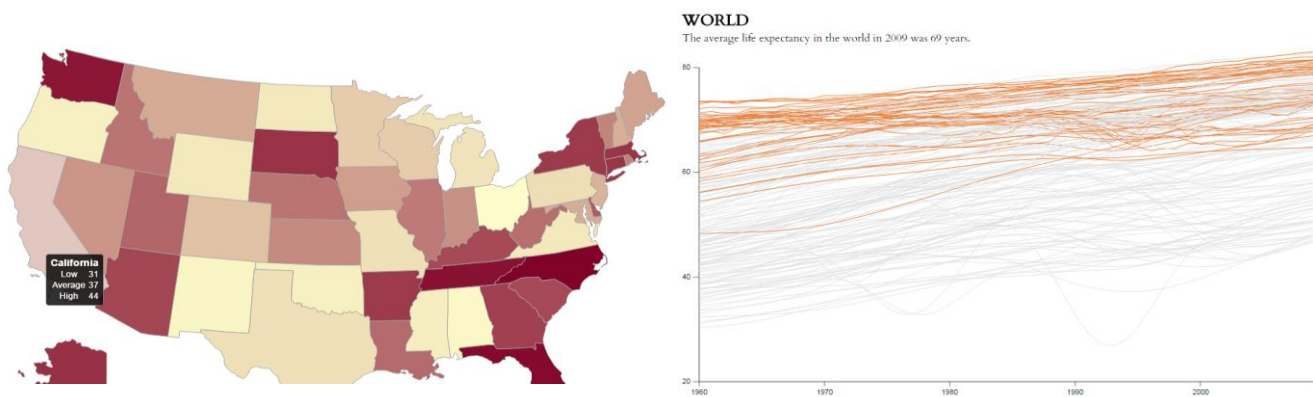 California
Low 31
Average 37
High 44
WORLD
The average life expectancy in the world in 2009 was 69 years.
80
60
40
20
1960
1970
1980
1990
2000